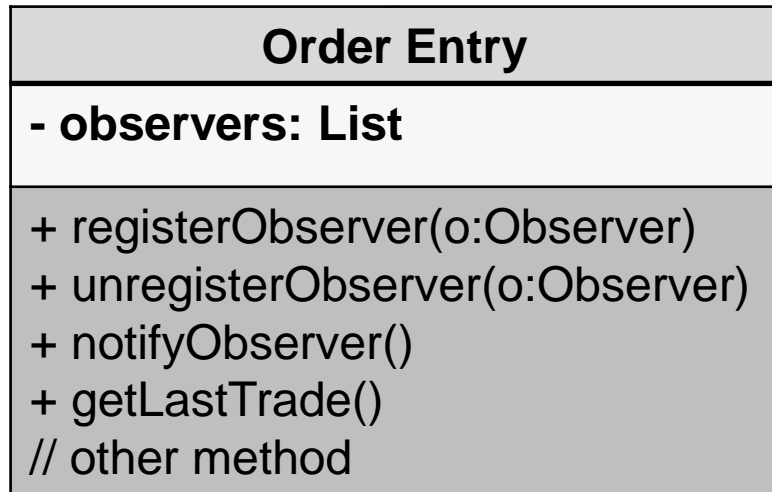 Order Entry
- observers: List
+ registerObserver(o:Observer)
+ unregisterObserver(o:Observer)
+ notifyObserver()
+ getLastTrade()
// other method